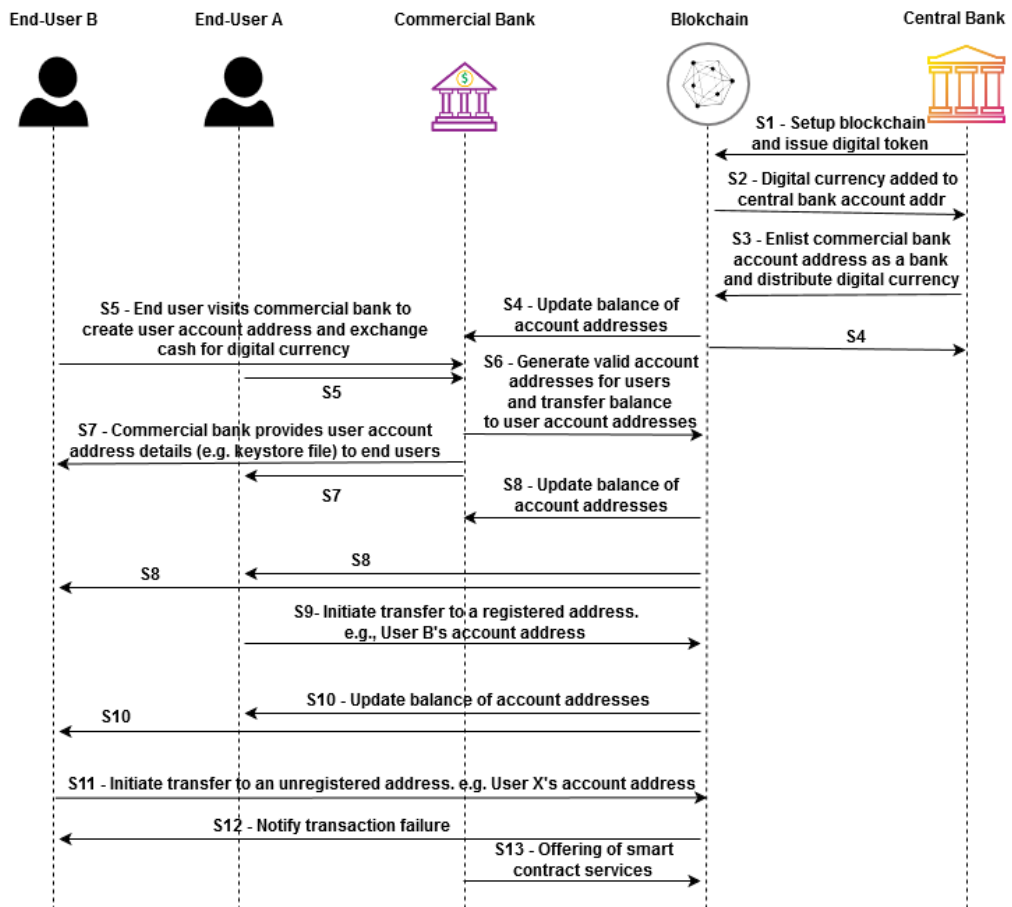 End-User B
End-User A
Commercial Bank
Blokchain
Central Bank
$
S1 - Setup blockchain
and issue digital token
S2 - Digital currency added to
central bank account addr
S3 - Enlist commercial bank
account address as a bank
and distribute digital currency
S5 - End user visits commercial bank to
create user account address and exchange
cash for digital currency
S4 - Update balance of
account addresses
S4
S5
S6 - Generate valid account
addresses for users
and transfer balance
to user account addresses
S7 - Commercial bank provides user account
address details (e.g. keystore file) to end users
S7
S8 - Update balance of
account addresses
S8
S8
S9- Initiate transfer to a registered address.
e.g., User B's account address
S10 - Update balance of account addresses
S10
S11 - Initiate transfer to an unregistered address. e.g. User X's account address
S12 - Notify transaction failure
S13 - Offering of smart
contract services